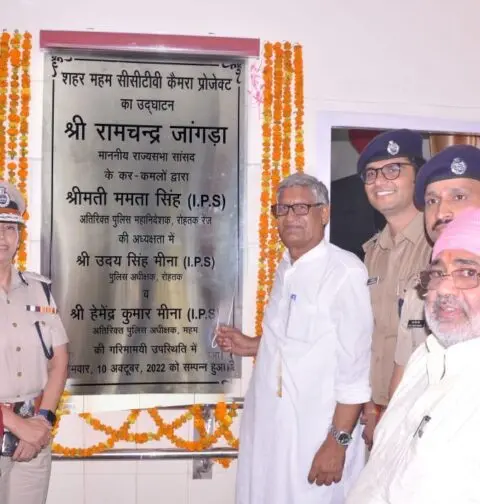 शहर महम सीसीटीवी कैमरा प्रोजेक्ट
का उद्घाटन
श्री रामचन्द्र जांगड़ा
माननीय राज्यसभा सांसद
के कर-कमलों द्वारा
श्रीमती ममता सिंह (I.P.S)
अतिरिक्त पुलिस महानिदेशक, रोहतक रेंज
की अध्यक्षता में
श्री उदय सिंह मीना (I.P.S)
पुलिस अधीक्षक, रोहतक
व
श्री हेमेंद्र कुमार मीना (I.P.S)
अतिरिक्त पुलिस अधीक्षक, महम
की गरिमामयी उपस्थिति में
सोमवार, 10 अक्टूबर, 2022 को सम्पन्न हुआ